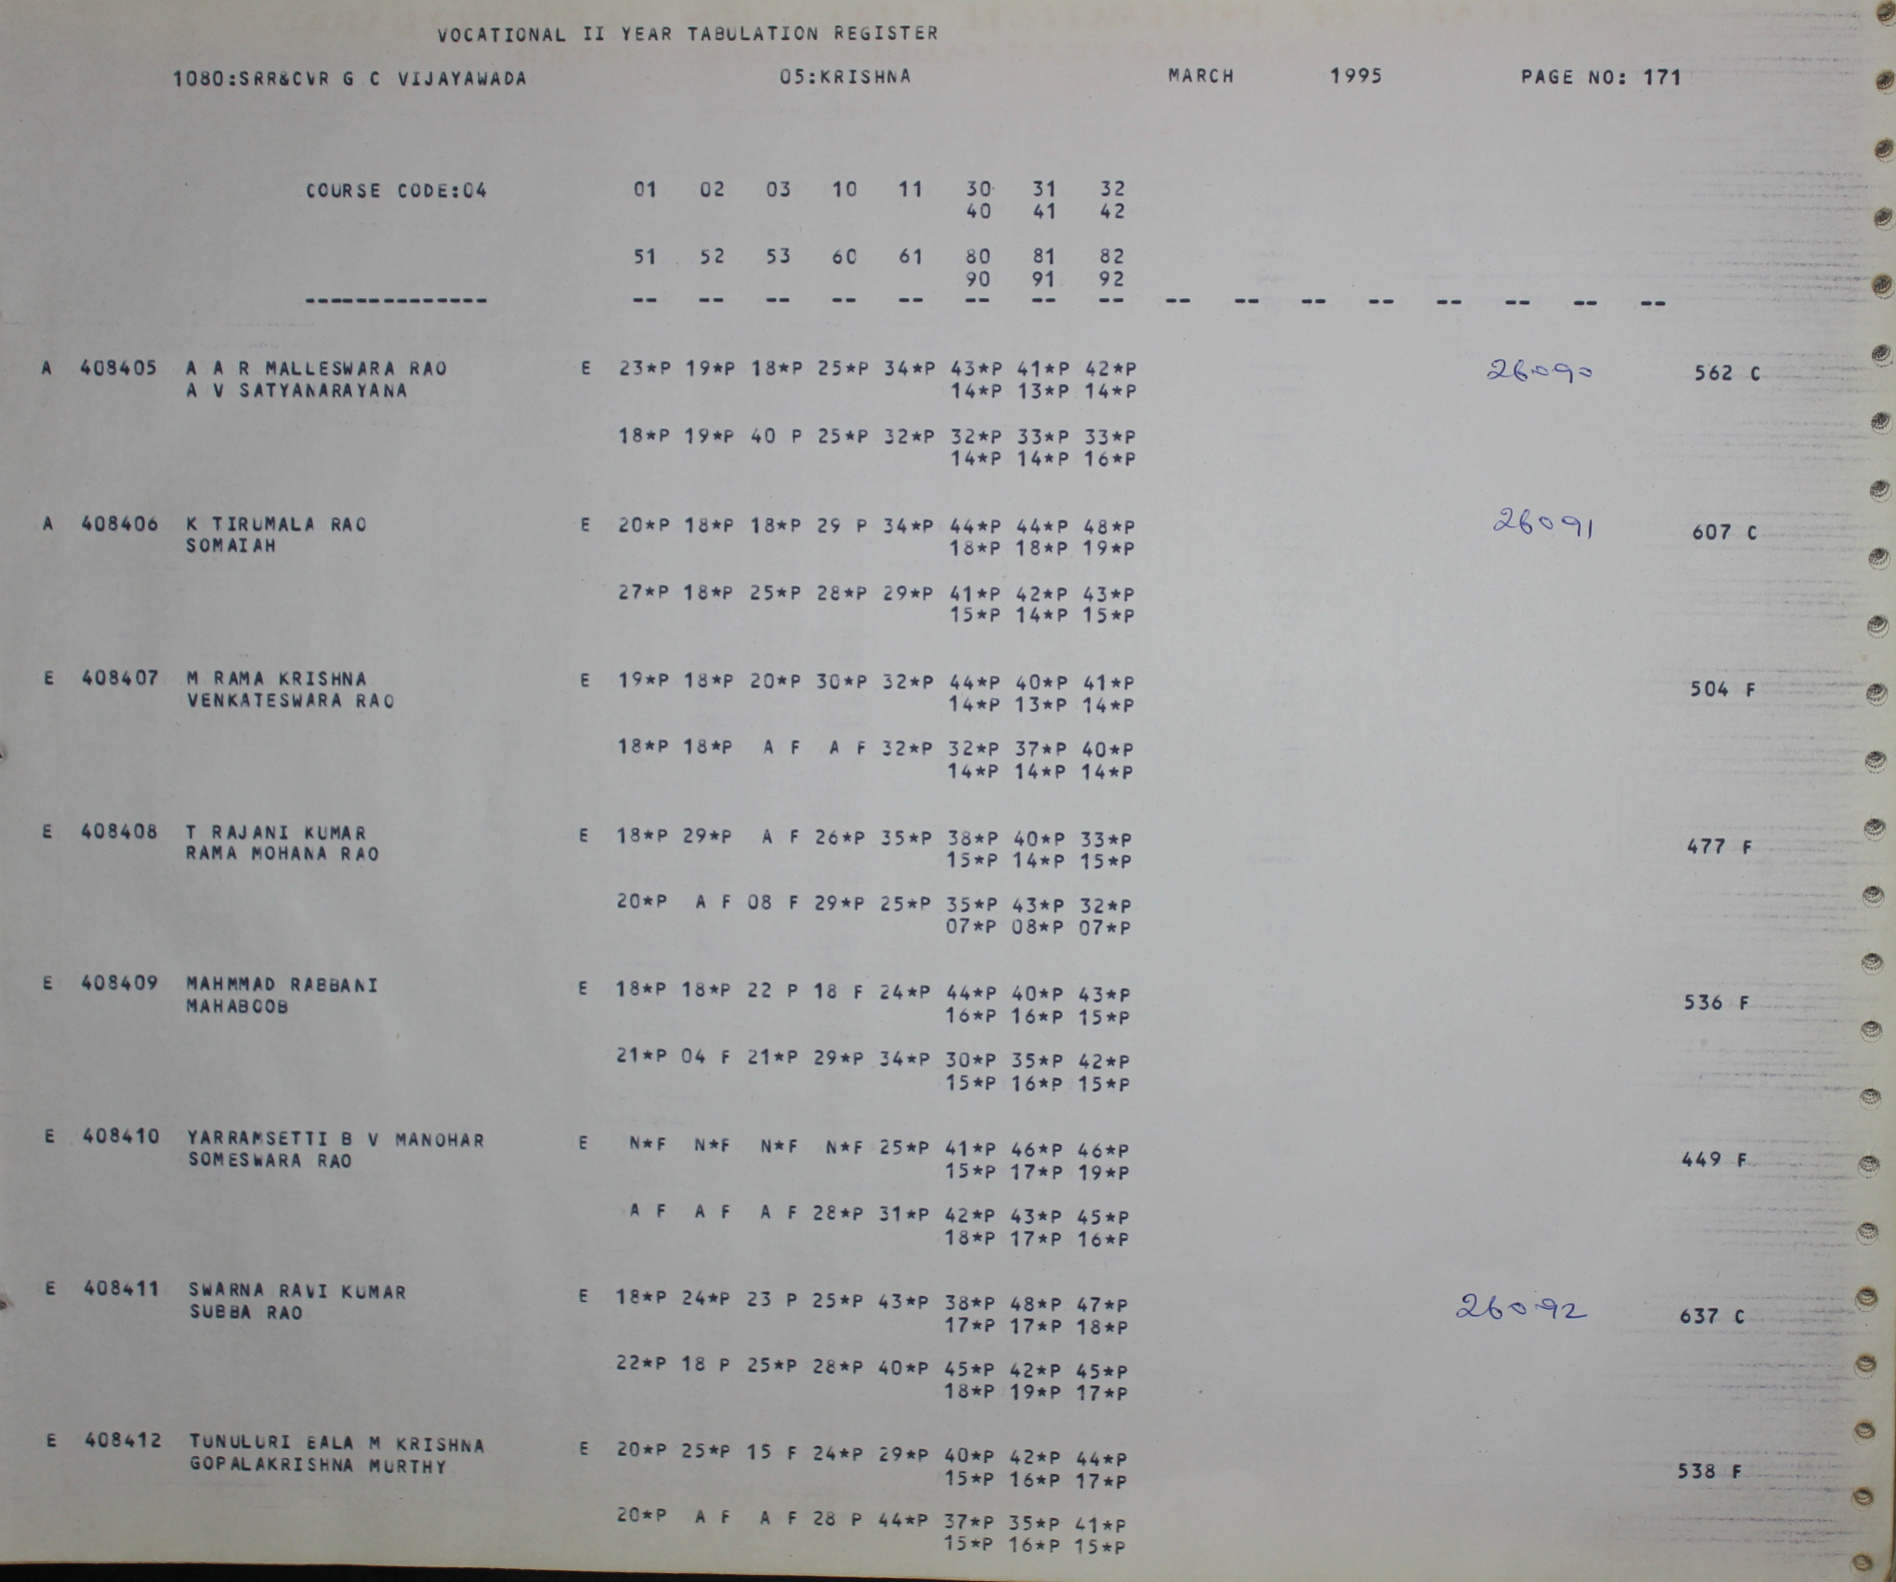 VOCATIONAL II YEAR TABULATION REGISTER
1080:SRR&CVR G C VIJAYAWADA 05:KRISHNA MARCH 1995 PAGE NO: 171
COURSE CODE:04 01 02 03 10 11 30 31 32
40 41 42
51 52 53 60 61 80 81 82
90 91 92
-------------- -- -- -- -- -- -- -- -- -- -- -- -- -- -- -- --
A 408405 A A R MALLESWARA RAO E 23*P 19*P 18*P 25*P 34*P 43*P 41*P 42*P 26090 562 C
A V SATYANARAYANA 14*P 13*P 14*P
18*P 19*P 40 P 25*P 32*P 32*P 33*P 33*P
14*P 14*P 16*P
A 408406 K TIRUMALA RAO E 20*P 18*P 18*P 29 P 34*P 44*P 44*P 48*P 26091 607 C
SOMAIAH 18*P 18*P 19*P
27*P 18*P 25*P 28*P 29*P 41*P 42*P 43*P
15*P 14*P 15*P
E 408407 M RAMA KRISHNA E 19*P 18*P 20*P 30*P 32*P 44*P 40*P 41*P 504 F
VENKATESWARA RAO 14*P 13*P 14*P
18*P 18*P A F A F 32*P 32*P 37*P 40*P
14*P 14*P 14*P
E 408408 T RAJANI KUMAR E 18*P 29*P A F 26*P 35*P 38*P 40*P 33*P 477 F
RAMA MOHANA RAO 15*P 14*P 15*P
20*P A F 08 F 29*P 25*P 35*P 43*P 32*P
07*P 08*P 07*P
E 408409 MAHMMAD RABBANI E 18*P 18*P 22 P 18 F 24*P 44*P 40*P 43*P 536 F
MAHABOOB 16*P 16*P 15*P
21*P 04 F 21*P 29*P 34*P 30*P 35*P 42*P
15*P 16*P 15*P
E 408410 YARRAMSETTI B V MANOHAR E N*F N*F N*F N*F 25*P 41*P 46*P 46*P 449 F
SOMESWARA RAO 15*P 17*P 19*P
A F A F A F 28*P 31*P 42*P 43*P 45*P
18*P 17*P 16*P
E 408411 SWARNA RAVI KUMAR E 18*P 24*P 23 P 25*P 43*P 38*P 48*P 47*P 26092 637 C
SUBBA RAO 17*P 17*P 18*P
22*P 18 P 25*P 28*P 40*P 45*P 42*P 45*P
18*P 19*P 17*P
E 408412 TUNULURI BALA M KRISHNA E 20*P 25*P 15 F 24*P 29*P 40*P 42*P 44*P 538 F
GOPALAKRISHNA MURTHY 15*P 16*P 17*P
20*P A F A F 28 P 44*P 37*P 35*P 41*P
15*P 16*P 15*P